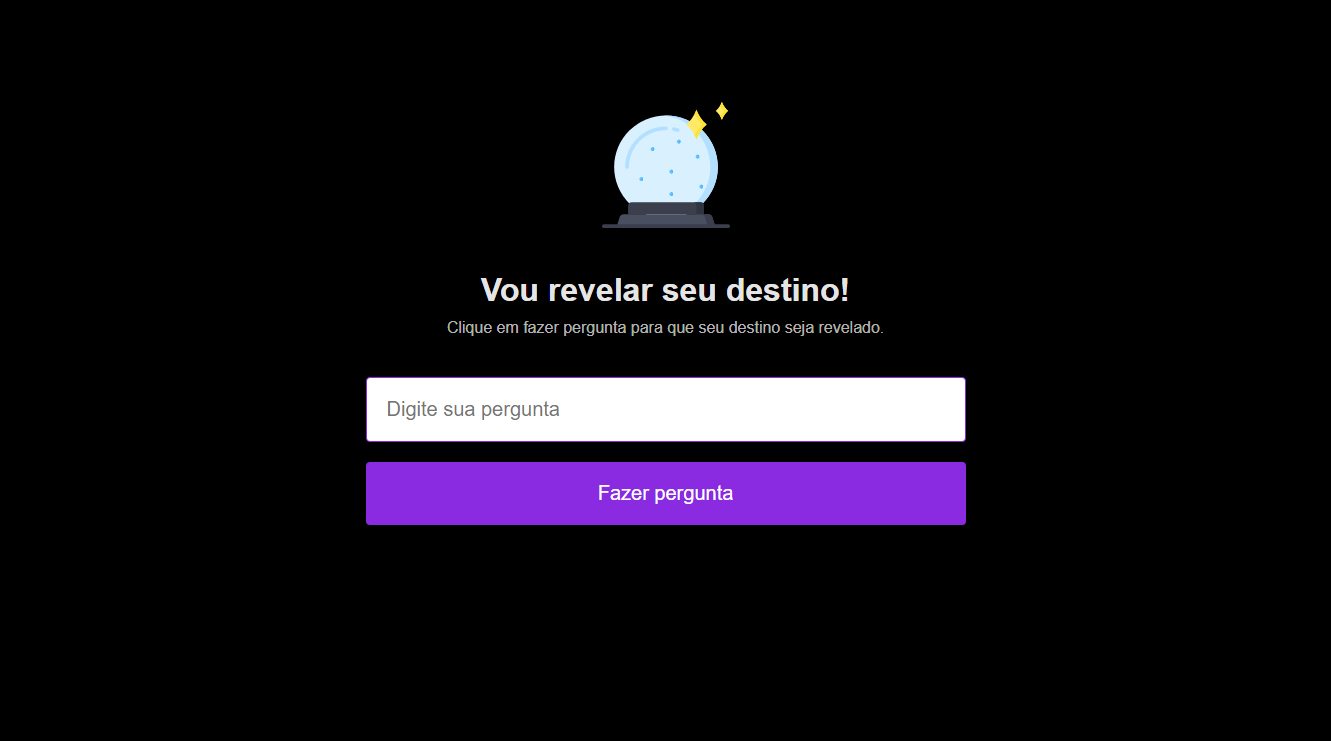 Vou revelar seu destino!
Clique em fazer pergunta para que seu destino seja revelado.
Digite sua pergunta
Fazer pergunta